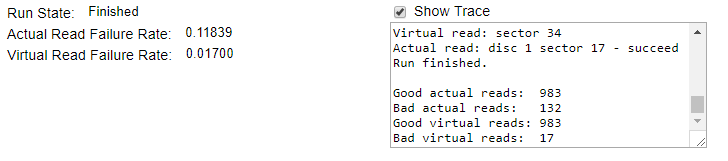 Run State: Finished
Actual Read Failure Rate: 0.11839
Virtual Read Failure Rate: 0.01700
Show Trace
Virtual read: sector 34
Actual read: disc 1 sector 17 - succeed
Run finished.
Good actual reads: 983
Bad actual reads: 132
Good virtual reads: 983
Bad virtual reads: 17